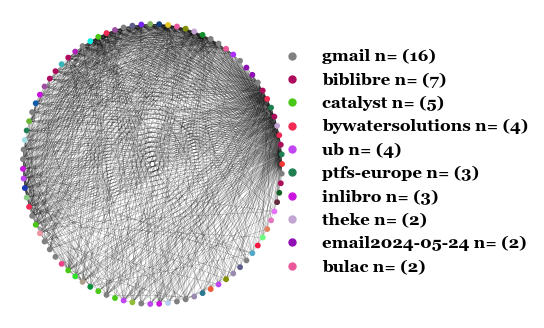 gmail n= (16)
biblibre n= (7)
catalyst n= (5)
bywatersolutions n= (4)
ub n= (4)
ptfs-europe n= (3)
inlibro n= (3)
theke n= (2)
email2024-05-24 n= (2)
bulac n= (2)